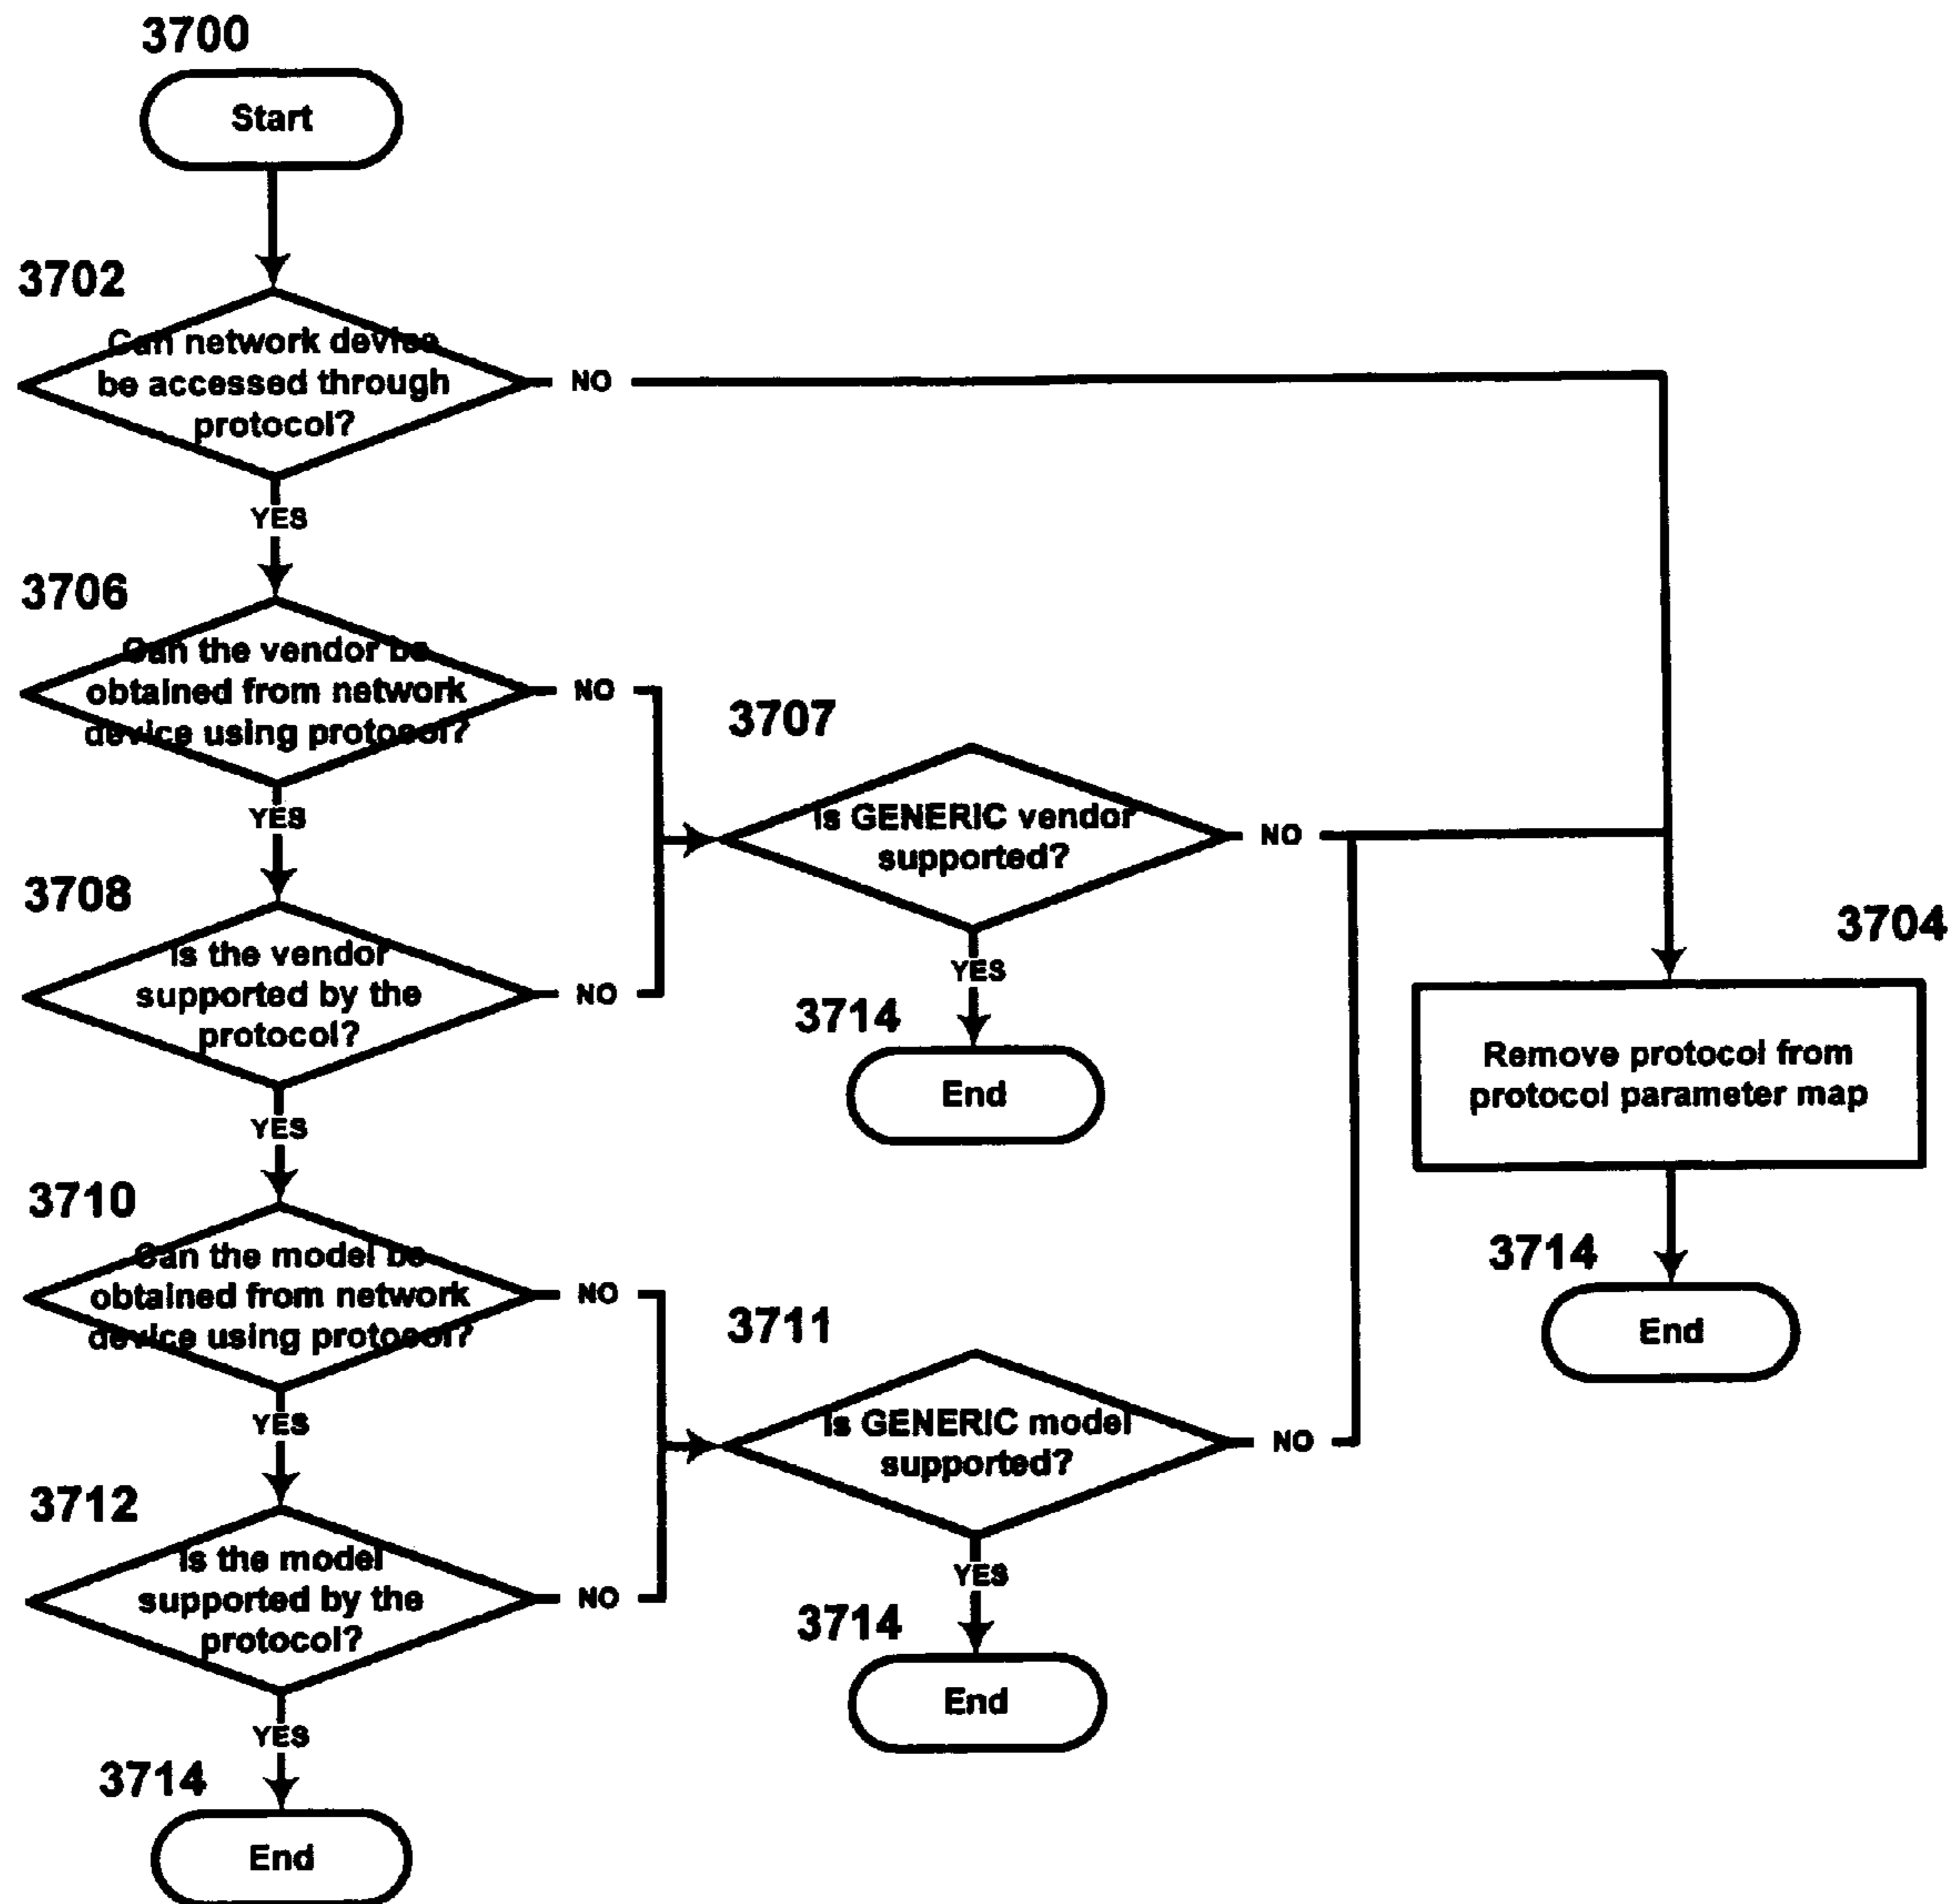 3700
Start
3702
Can network device
be accessed through
protocol?
NO
YES
3706
Can the vendor be
obtained from network
device using protocol?
NO
YES
3707
Is GENERIC vendor
supported?
NO
YES
3714
End
3708
Is the vendor
supported by the
protocol?
NO
YES
3704
Remove protocol from
protocol parameter map
3714
End
3710
Can the model be
obtained from network
device using protocol?
NO
YES
3711
Is GENERIC model
supported?
NO
YES
3714
End
3712
Is the model
supported by the
protocol?
NO
YES
3714
End